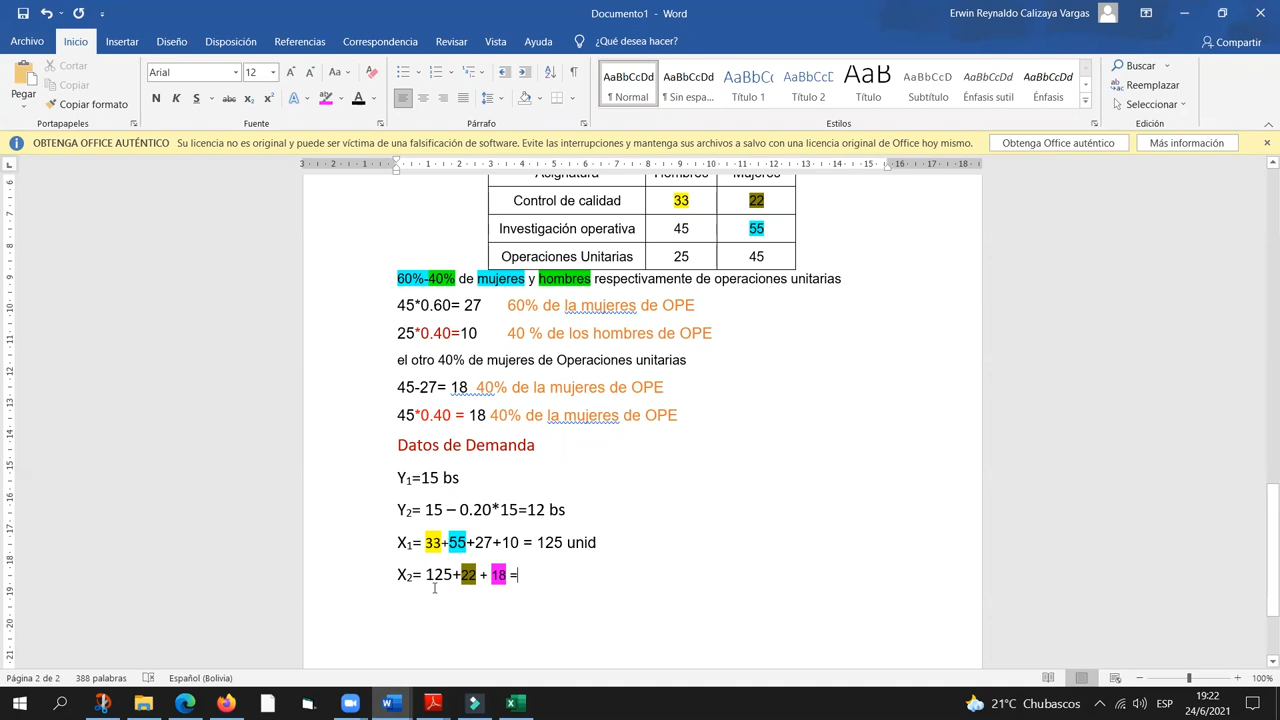 Documento1 - Word
Erwin Reynaldo Calizaya Vargas
Archivo Inicio Insertar Diseño Disposición Referencias Correspondencia Revisar Vista Ayuda ¿Qué desea hacer? Compartir
Pegar
Cortar
Copiar
Copiar formato
Portapapeles
Arial 12
Fuente
Párrafo
AaBbCcDd AaBbCcDd AaBbCc AaBbCcDd AaB AaBbCcDd AaBbCcDd AaBbCcDd
¶ Normal ¶ Sin espa... Título 1 Título 2 Título Subtítulo Énfasis sutil Énfasis
Estilos
Buscar
Reemplazar
Seleccionar
Edición
OBTENGA OFFICE AUTÉNTICO Su licencia no es original y puede ser víctima de una falsificación de software. Evite las interrupciones y mantenga sus archivos a salvo con una licencia original de Office hoy mismo. Obtenga Office auténtico Más información
Asignatura Hombres Mujeres
Control de calidad 33 22
Investigación operativa 45 55
Operaciones Unitarias 25 45
60%-40% de mujeres y hombres respectivamente de operaciones unitarias
45*0.60= 27 60% de la mujeres de OPE
25*0.40=10 40 % de los hombres de OPE
el otro 40% de mujeres de Operaciones unitarias
45-27= 18 40% de la mujeres de OPE
45*0.40 = 18 40% de la mujeres de OPE
Datos de Demanda
Y1=15 bs
Y2= 15 – 0.20*15=12 bs
X1= 33+55+27+10 = 125 unid
X2= 125+22 + 18 =
Página 2 de 2 388 palabras Español (Bolivia) 100%
21°C Chubascos ESP
19:22
24/6/2021